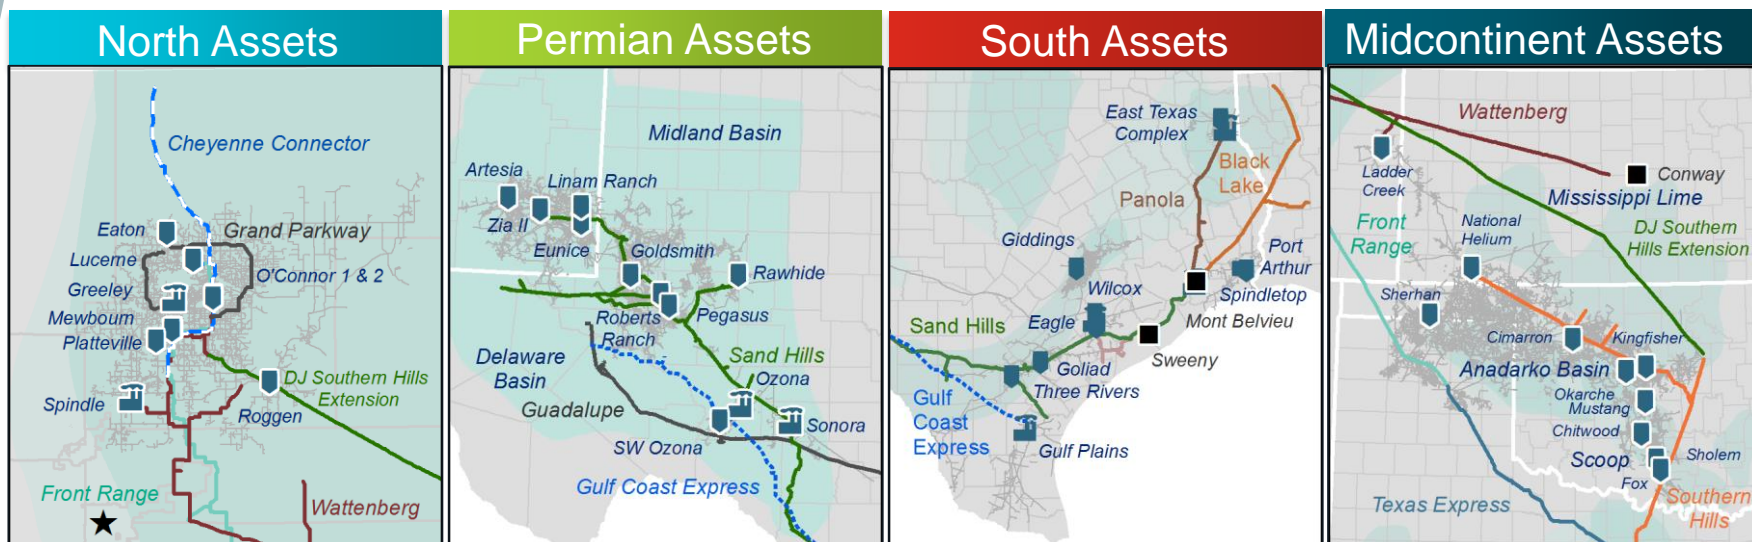 North Assets
Cheyenne Connector
Eaton
Grand Parkway
Lucerne
O'Connor 1 & 2
Greeley
Mewbourn
Platteville
DJ Southern Hills
Extension
Spindle
Roggen
Front Range
Wattenberg
Permian Assets
Midland Basin
Artesia
Linam Ranch
Zia II
Eunice
Goldsmith
Rawhide
Roberts
Ranch
Pegasus
Delaware
Basin
Sand Hills
Ozona
Guadalupe
Sonora
SW Ozona
Gulf Coast Express
South Assets
East Texas
Complex
Black
Lake
Panola
Giddings
Port
Arthur
Wilcox
Spindletop
Eagle
Mont Belvieu
Sand Hills
Sweeny
Goliad
Three Rivers
Gulf
Coast
Express
Gulf Plains
Midcontinent Assets
Wattenberg
Ladder
Creek
Conway
Mississippi Lime
Front
Range
National
Helium
DJ Southern
Hills Extension
Sherhan
Cimarron
Kingfisher
Anadarko Basin
Okarche
Mustang
Chitwood
Scoop
Sholem
Fox
Texas Express
Southern
Hills